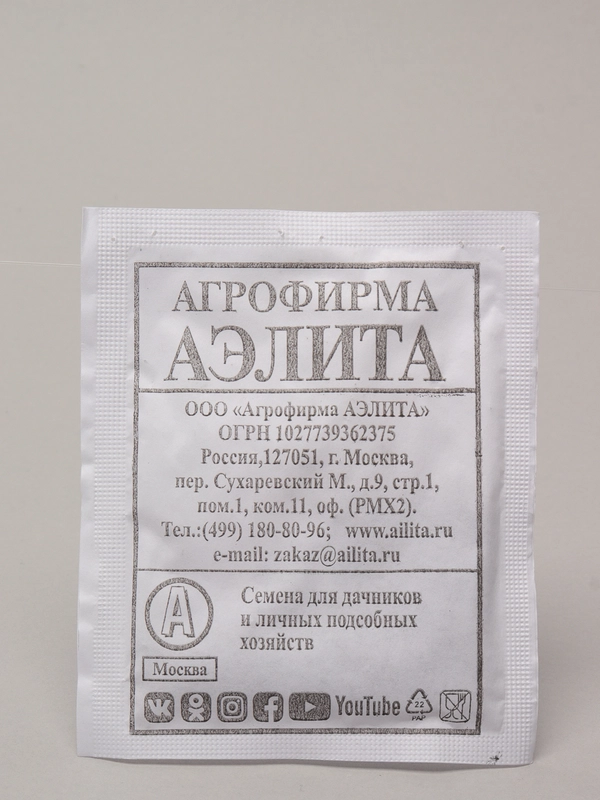 АГРОФИРМА
АЭЛИТА
ООО «Агрофирма АЭЛИТА»
ОГРН 1027739362375
Россия,127051, г. Москва,
пер. Сухаревский М., д.9, стр.1,
пом.1, ком.11, оф. (РМХ2).
Тел.:(499) 180-80-96; www.ailita.ru
e-mail: zakaz@ailita.ru
А
Семена для дачников
и личных подсобных
хозяйств
Москва
YouTube
22
PAP